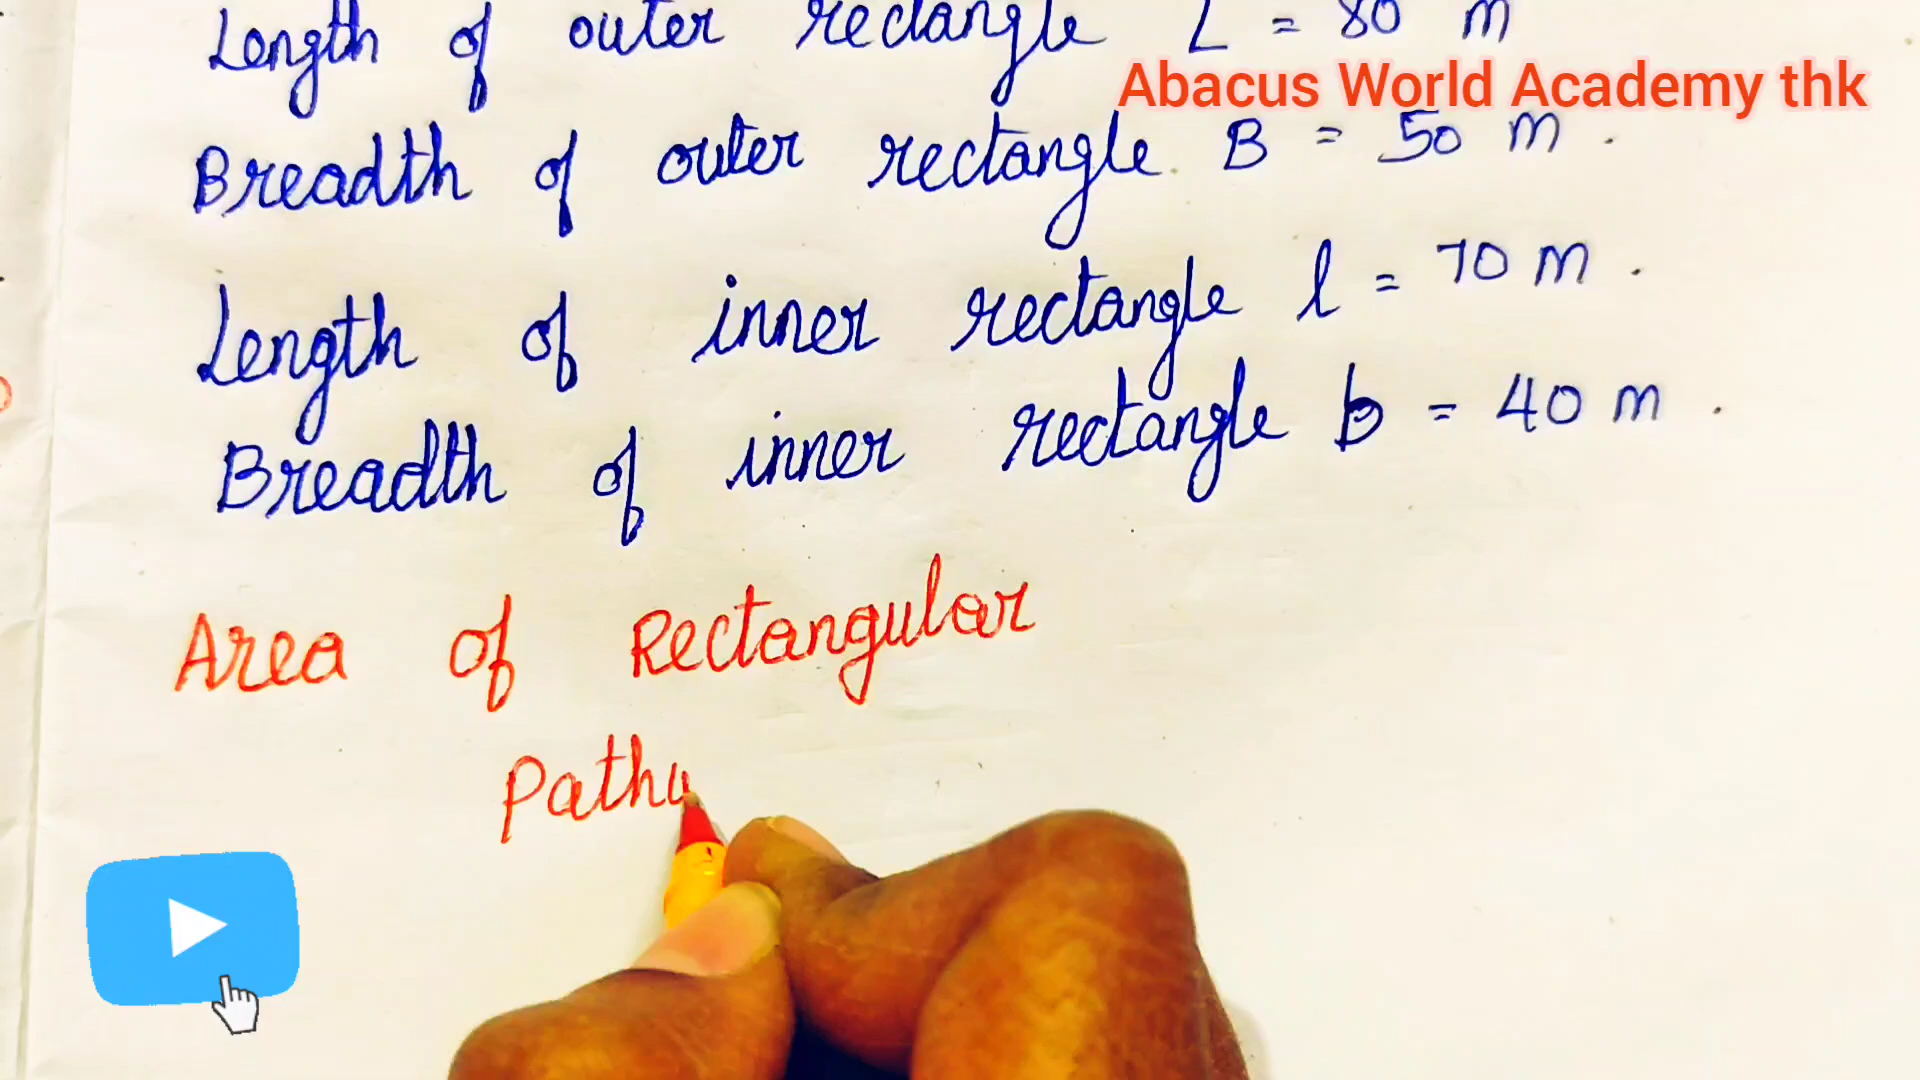 Length of outer rectangle L = 80 m
Abacus World Academy thk
Breadth of outer rectangle B = 50 m.
Length of inner rectangle l = 70 m.
Breadth of inner rectangle b = 40 m.
Area of Rectangular
Pathu